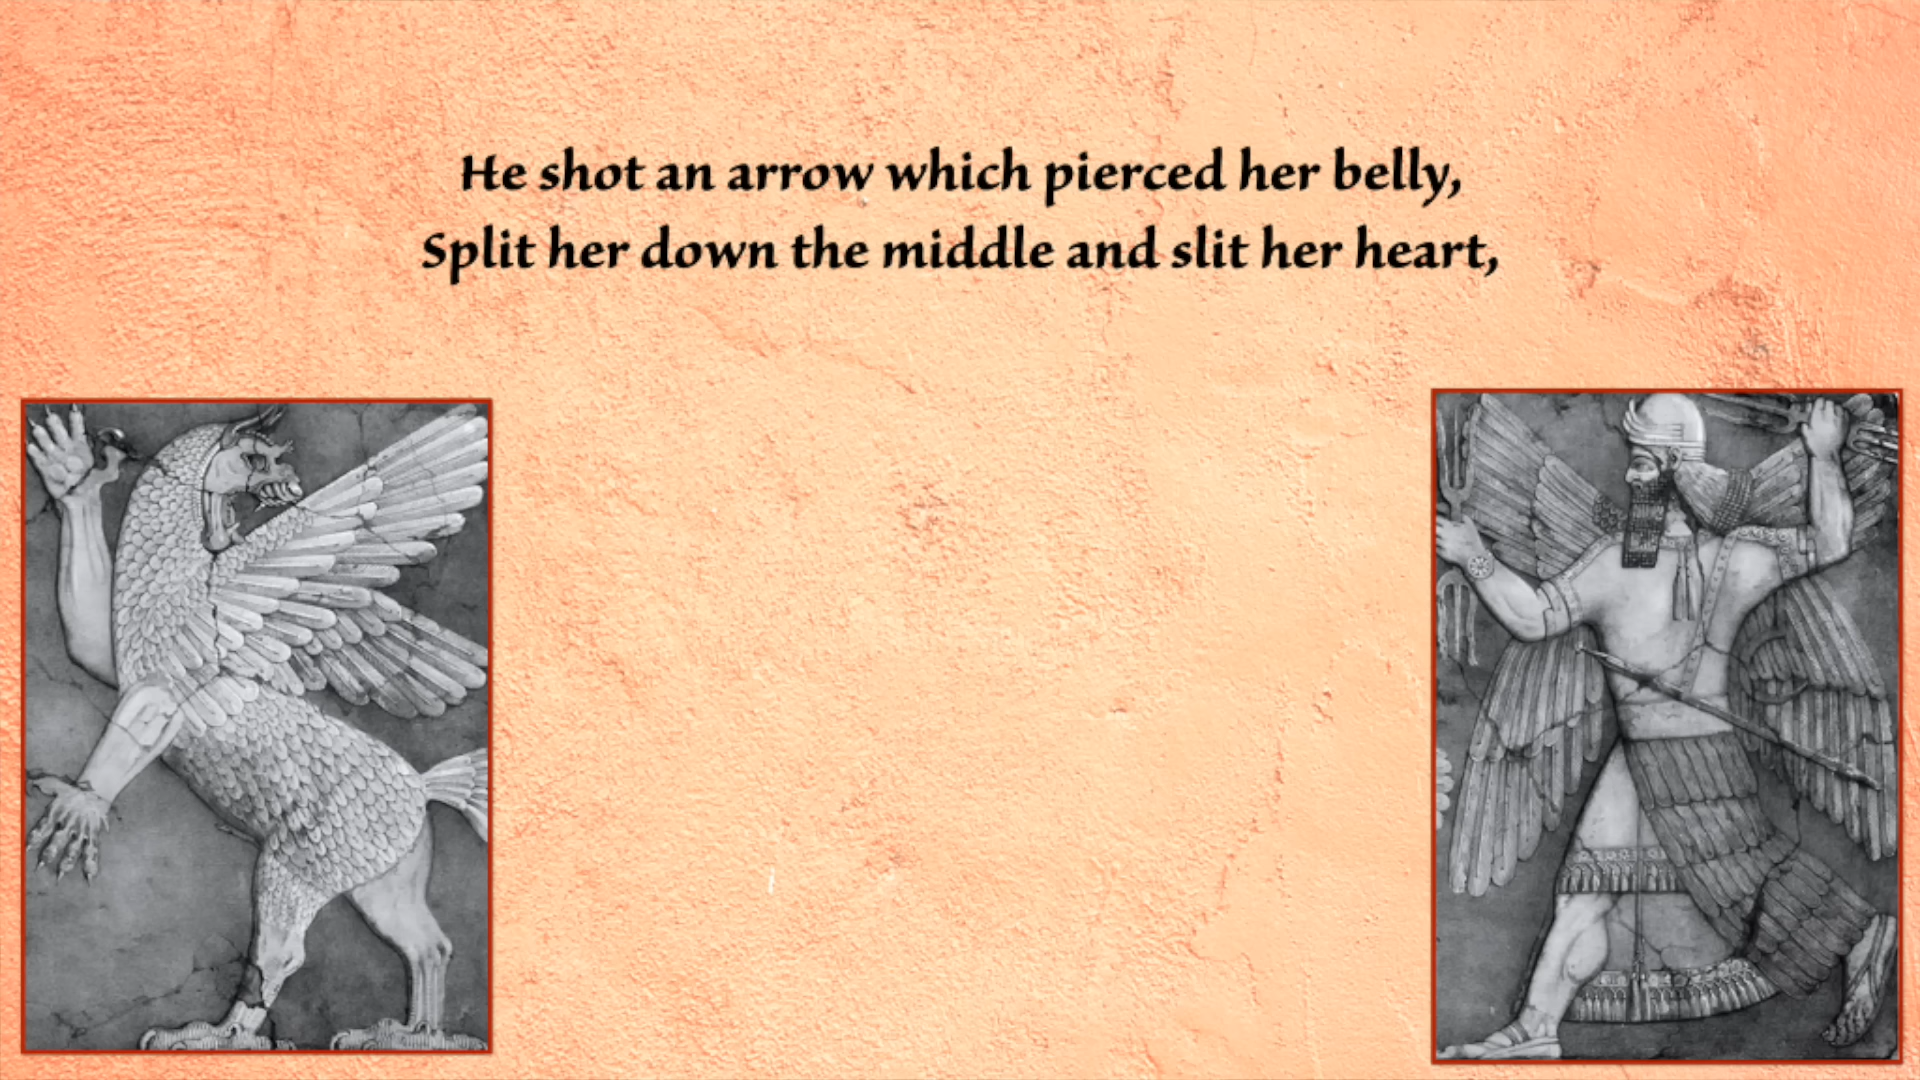 He shot an arrow which pierced her belly,
Split her down the middle and slit her heart,